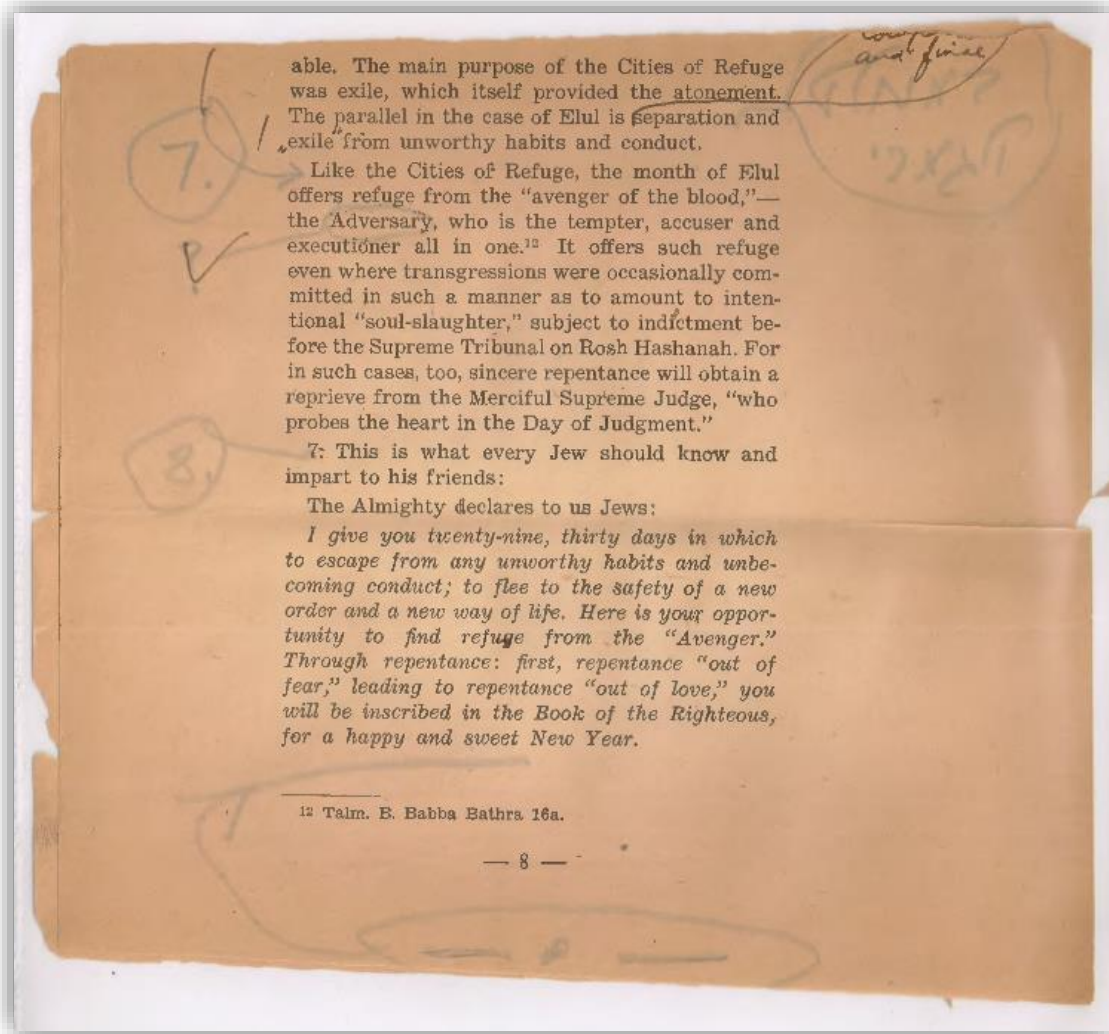 and final
able. The main purpose of the Cities of Refuge
was exile, which itself provided the atonement.
The parallel in the case of Elul is separation and
"exile" from unworthy habits and conduct.
7.
Like the Cities of Refuge, the month of Elul
offers refuge from the “avenger of the blood,”—
the Adversary, who is the tempter, accuser and
executioner all in one.¹² It offers such refuge
even where transgressions were occasionally com-
mitted in such a manner as to amount to inten-
tional “soul-slaughter,” subject to indictment be-
fore the Supreme Tribunal on Rosh Hashanah. For
in such cases, too, sincere repentance will obtain a
reprieve from the Merciful Supreme Judge, “who
probes the heart in the Day of Judgment.”
8.
7: This is what every Jew should know and
impart to his friends:
The Almighty declares to us Jews:
I give you twenty-nine, thirty days in which
to escape from any unworthy habits and unbe-
coming conduct; to flee to the safety of a new
order and a new way of life. Here is your oppor-
tunity to find refuge from the “Avenger.”
Through repentance: first, repentance “out of
fear,” leading to repentance “out of love,” you
will be inscribed in the Book of the Righteous,
for a happy and sweet New Year.
¹² Talm. B. Babba Bathra 16a.
— 8 —